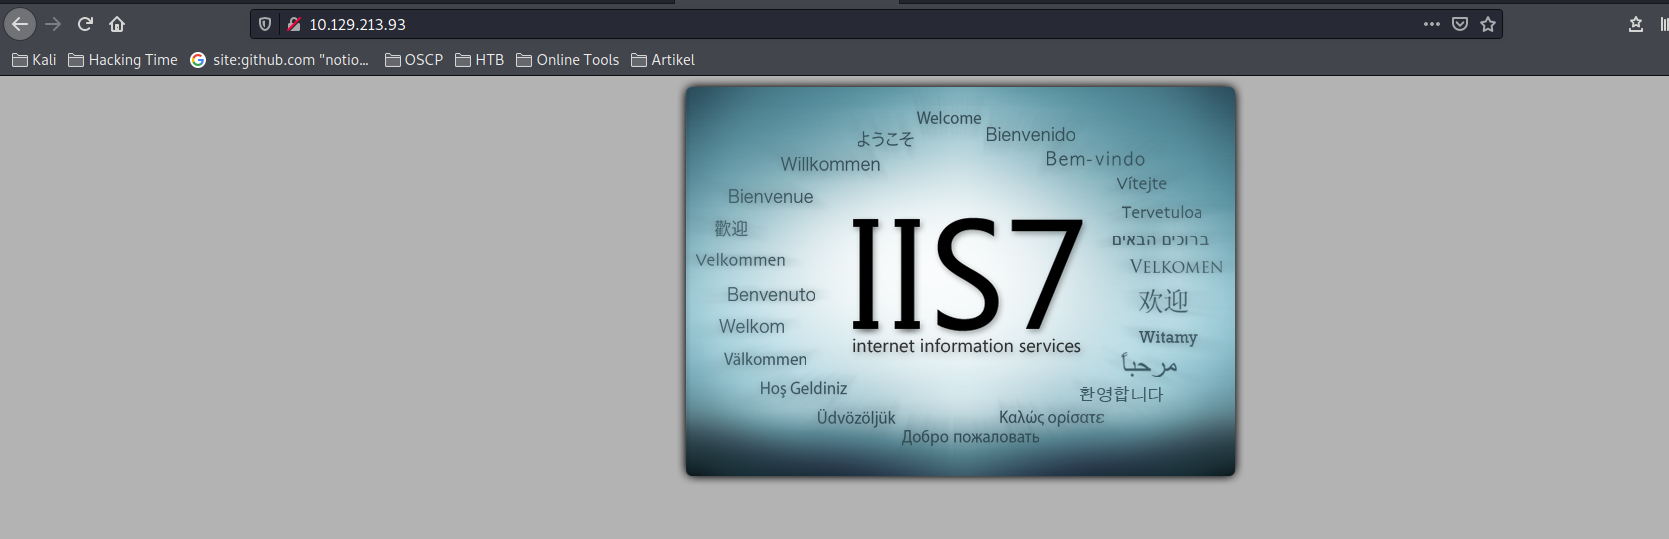 10.129.213.93
Kali Hacking Time site:github.com "notio... OSCP HTB Online Tools Artikel
Welcome
ようこそ
Bienvenido
Willkommen
Bem-vindo
Vítejte
Bienvenue
Tervetuloa
歡迎
ברוכים הבאים
Velkommen
VELKOMEN
Benvenuto
欢迎
Welkom
Witamy
Välkommen
مرحباً
Hoş Geldiniz
환영합니다
Üdvözöljük
Καλώς ορίσατε
Добро пожаловать
IIS7
internet information services